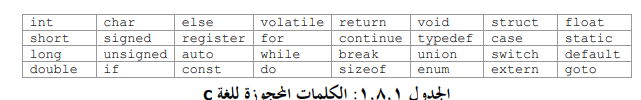 int char else volatile return void struct float
short signed register for continue typedef case static
long unsigned auto while break union switch default
double if const do sizeof enum extern goto
الجدول ١.٨.١: الكلمات المحجوزة للغة C